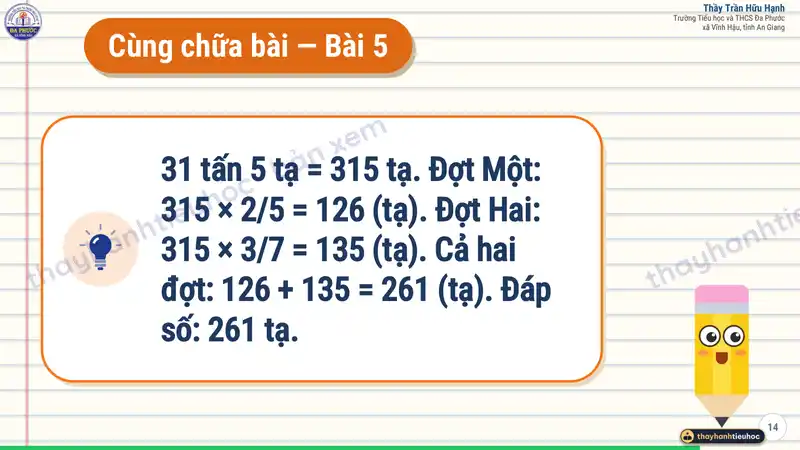 Thầy Trần Hữu Hạnh
Trường Tiểu học và THCS Đa Phước
xã Vĩnh Hậu, tỉnh An Giang
ĐA PHƯỚC
Cùng chữa bài – Bài 5
31 tấn 5 tạ = 315 tạ. Đợt Một:
315 × 2/5 = 126 (tạ). Đợt Hai:
315 × 3/7 = 135 (tạ). Cả hai
đợt: 126 + 135 = 261 (tạ). Đáp
số: 261 tạ.
14
thayhanhtieuhoc